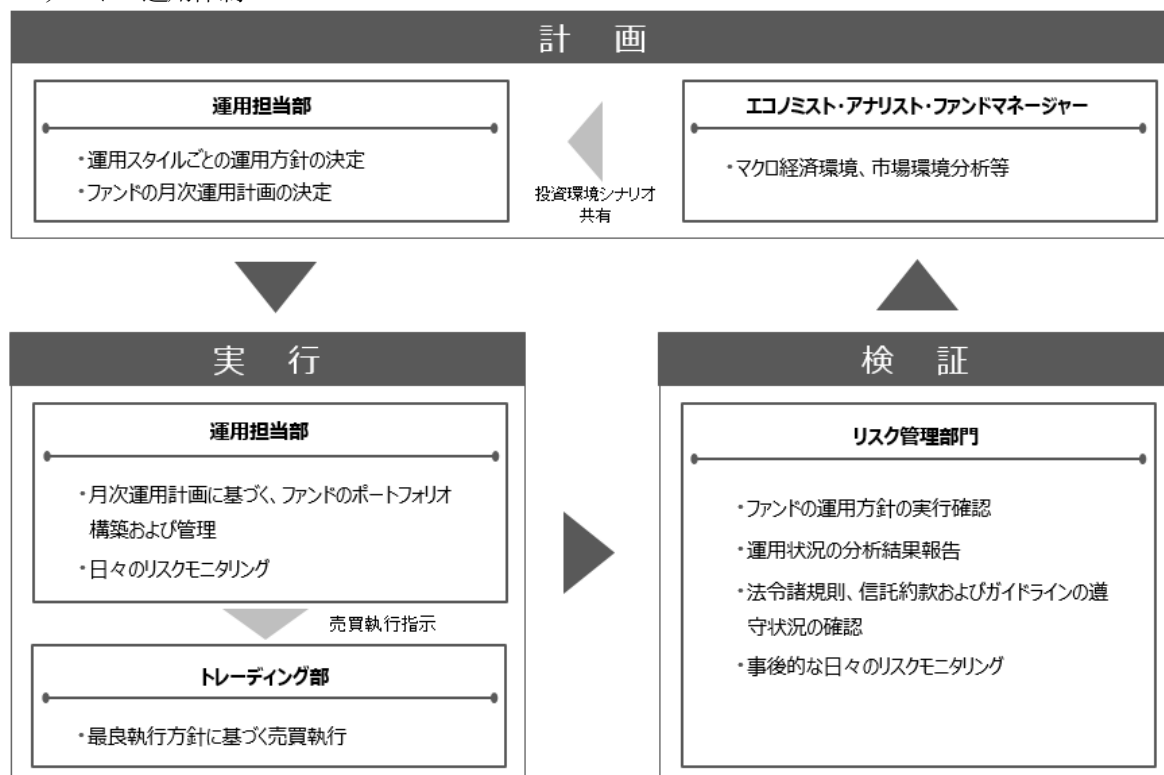 計 画
運用担当部
・運用スタイルごとの運用方針の決定
・ファンドの月次運用計画の決定
投資環境シナリオ
共有
エコノミスト・アナリスト・ファンドマネージャー
・マクロ経済環境、市場環境分析等
実 行
運用担当部
・月次運用計画に基づく、ファンドのポートフォリオ
構築および管理
・日々のリスクモニタリング
売買執行指示
トレーディング部
・最良執行方針に基づく売買執行
検 証
リスク管理部門
・ファンドの運用方針の実行確認
・運用状況の分析結果報告
・法令諸規則、信託約款およびガイドラインの遵
守状況の確認
・事後的な日々のリスクモニタリング